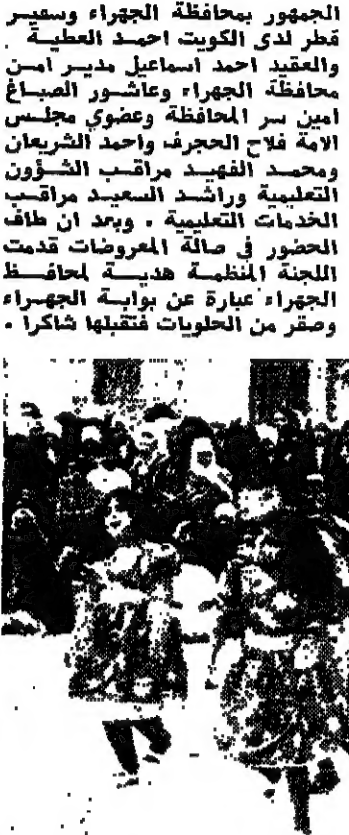 الجمهور بمحافظة الجهراء وسفير
قطر لدى الكويت احمد العطية .
والعقيد احمد اسماعيل مدير امن
محافظة الجهراء وعاشور الصباغ
امين سر المحافظة وعضوي مجلس
الامة فلاح الحجرف واحمد الشريعان
ومحمد الفهيد مراقب الشؤون
التعليمية وراشد السعيد مراقب
الخدمات التعليمية . وبعد ان طاف
الحضور في صالة المعروضات قدمت
اللجنة المنظمة هدية لمحافظ
الجهراء عبارة عن بوابة الجهراء
وصقر من الحلويات فتقبلها شاكرا .